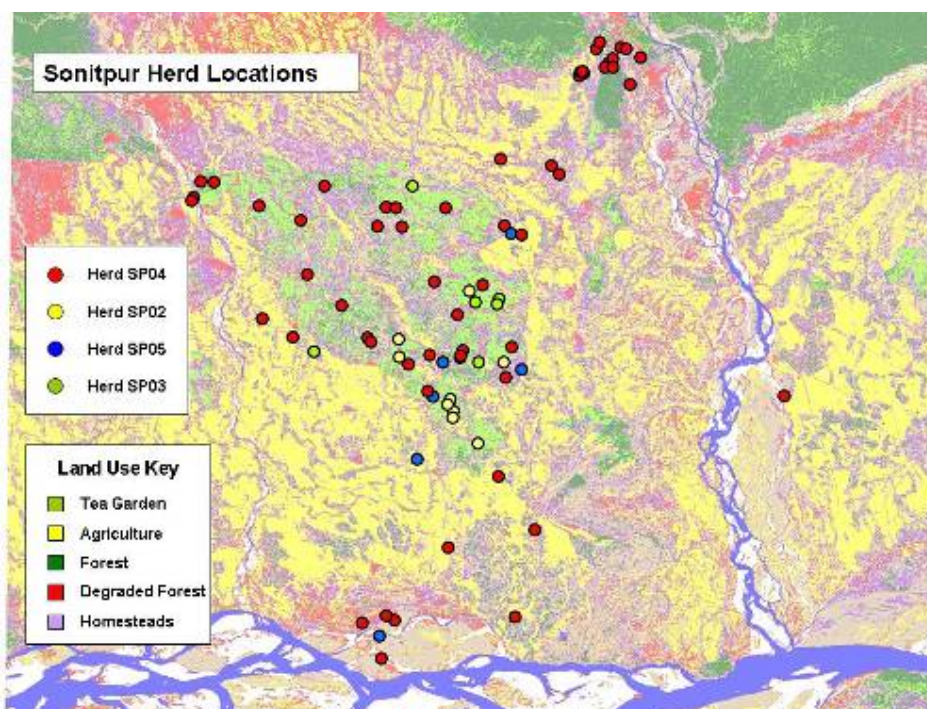 Sonitpur Herd Locations
Herd SP04
Herd SP02
Herd SP05
Herd SP03
Land Use Key
Tea Garden
Agriculture
Forest
Degraded Forest
Homesteads